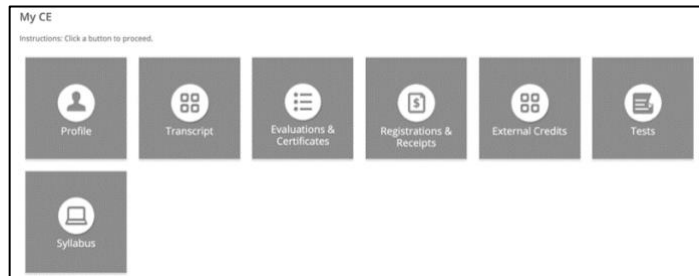 My CE
Instructions: Click a button to proceed.
Profile
Transcript
Evaluations &
Certificates
Registrations &
Receipts
External Credits
Tests
Syllabus